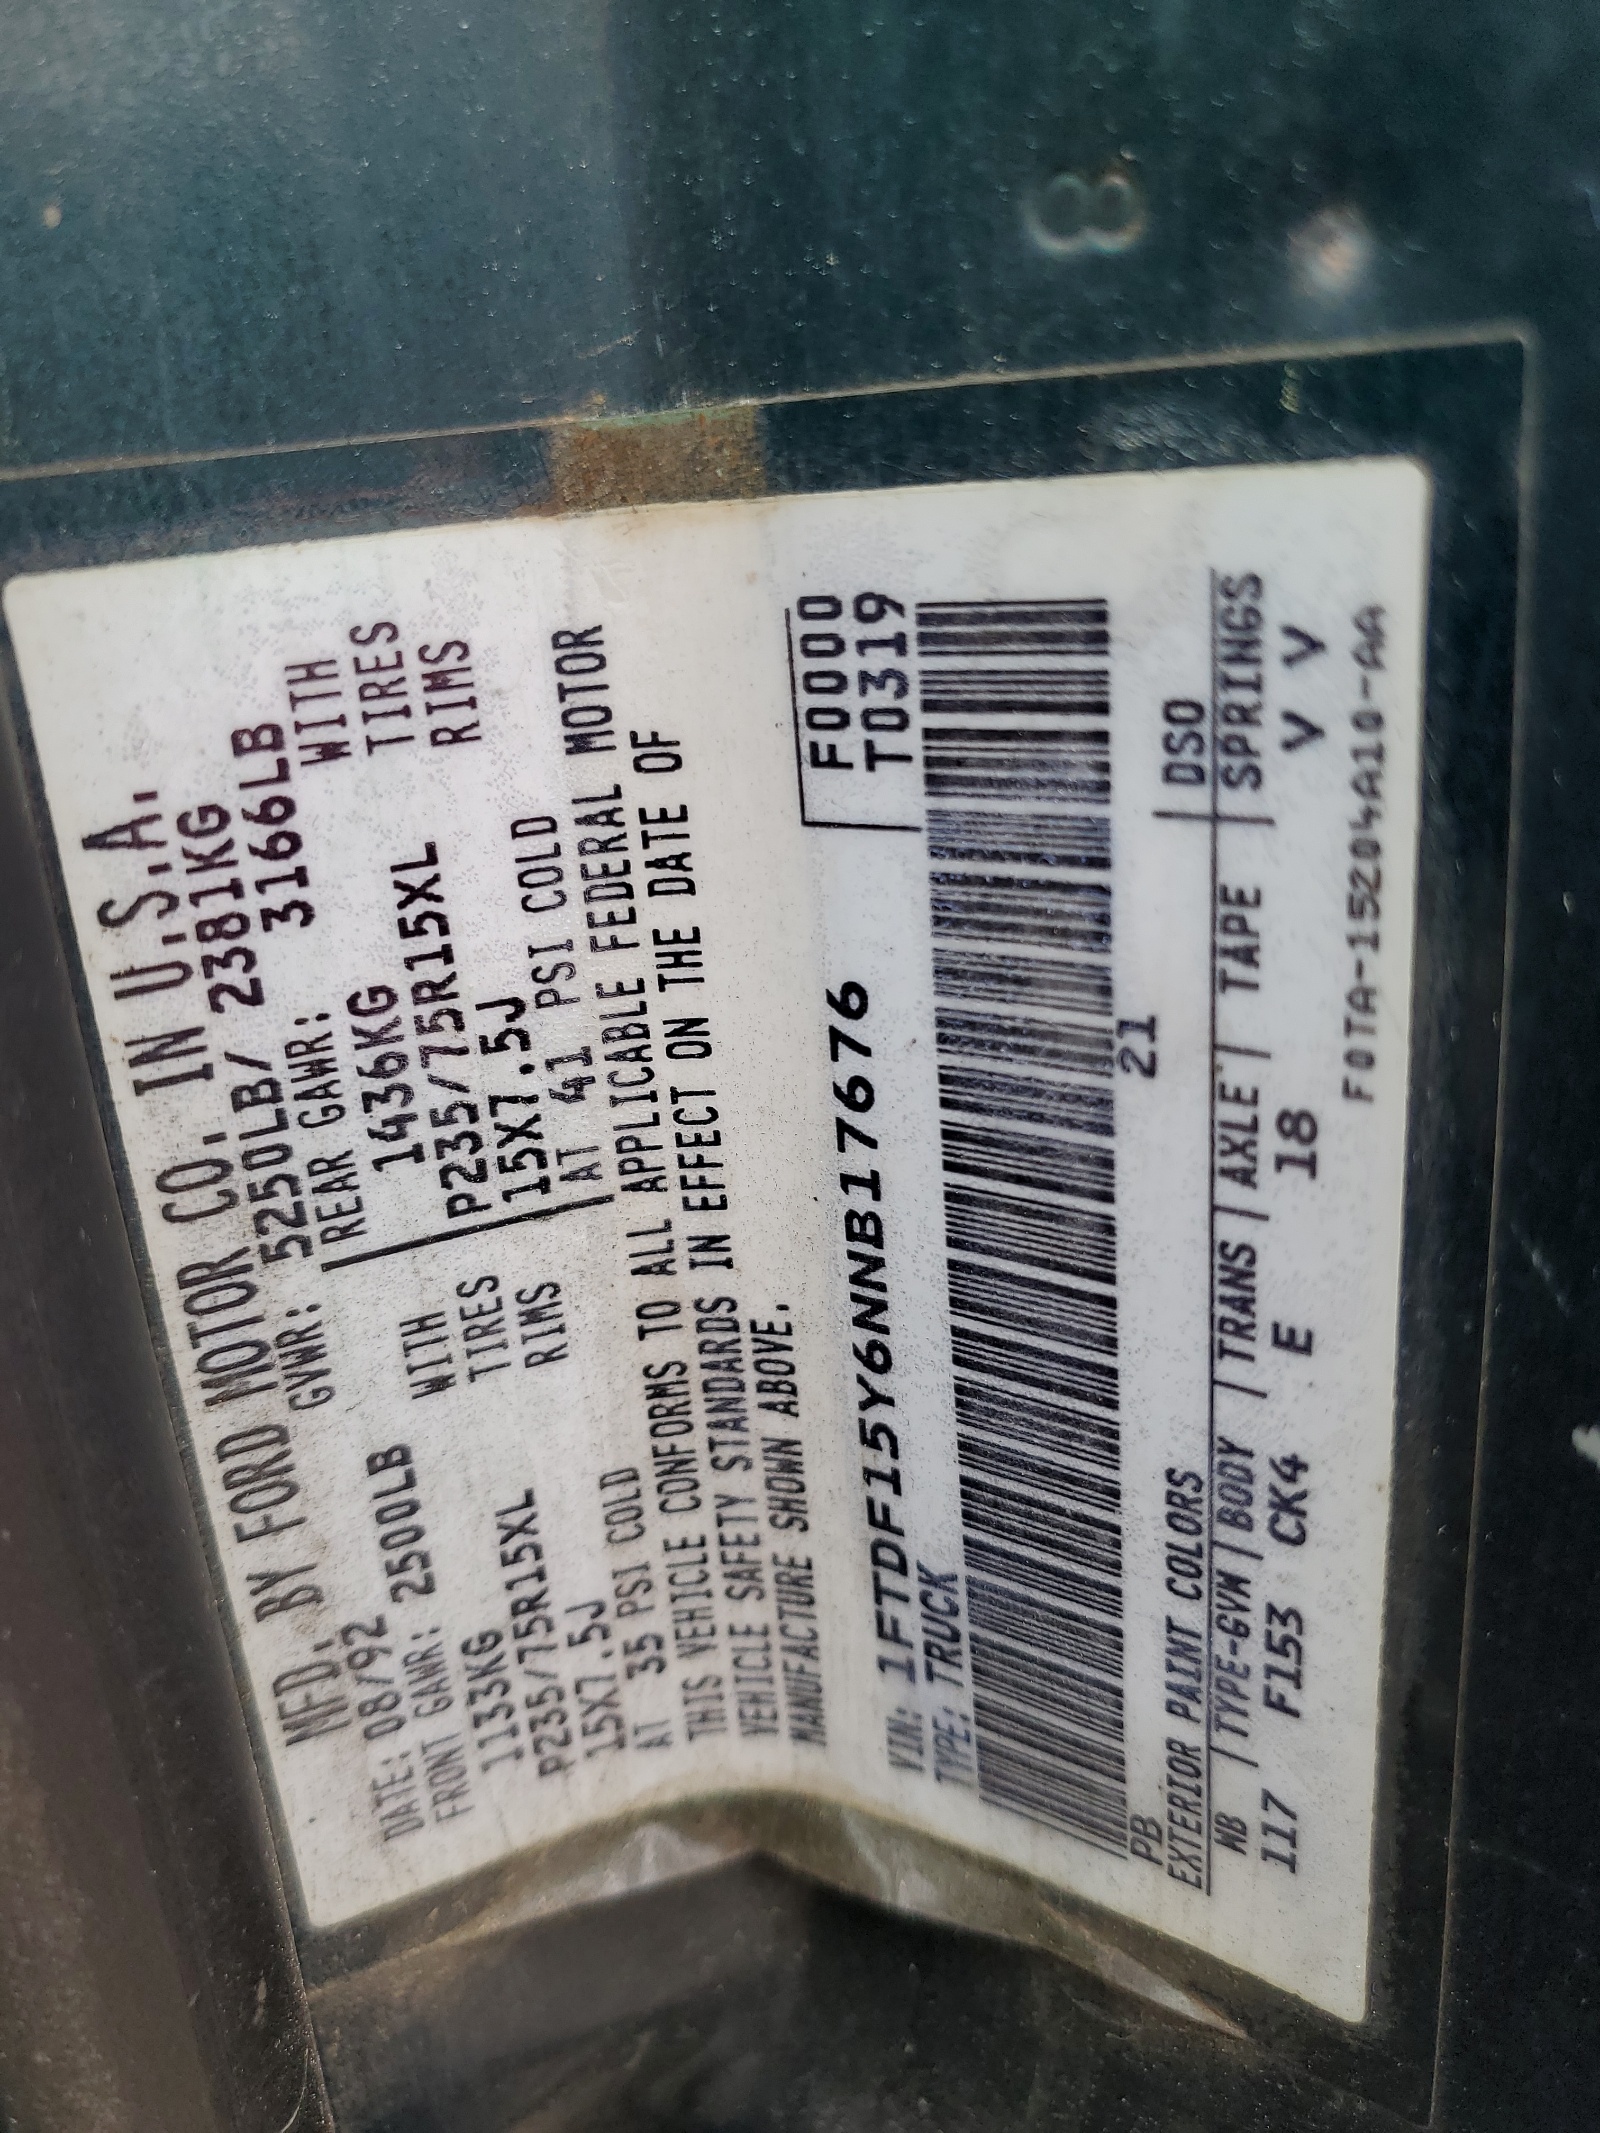 MFD. BY FORD MOTOR CO. IN U.S.A.
DATE: 08/92 GVWR: 5250LB/ 2381KG
FRONT GAWR: 2500LB REAR GAWR: 3166LB
1133KG WITH 1436KG WITH
P235/75R15XL TIRES P235/75R15XL TIRES
15X7.5J RIMS 15X7.5J RIMS
AT 35 PSI COLD AT 41 PSI COLD
THIS VEHICLE CONFORMS TO ALL APPLICABLE FEDERAL MOTOR
VEHICLE SAFETY STANDARDS IN EFFECT ON THE DATE OF
MANUFACTURE SHOWN ABOVE.
F0000
VIN: 1FTDF15Y6NNB17676 T0319
TYPE: TRUCK
PB 21
EXTERIOR PAINT COLORS DSO
WB | TYPE-GVW | BODY | TRANS | AXLE | TAPE | SPRINGS
117 F153 CK4 E 18 V V
F0TA-15204A10-AA